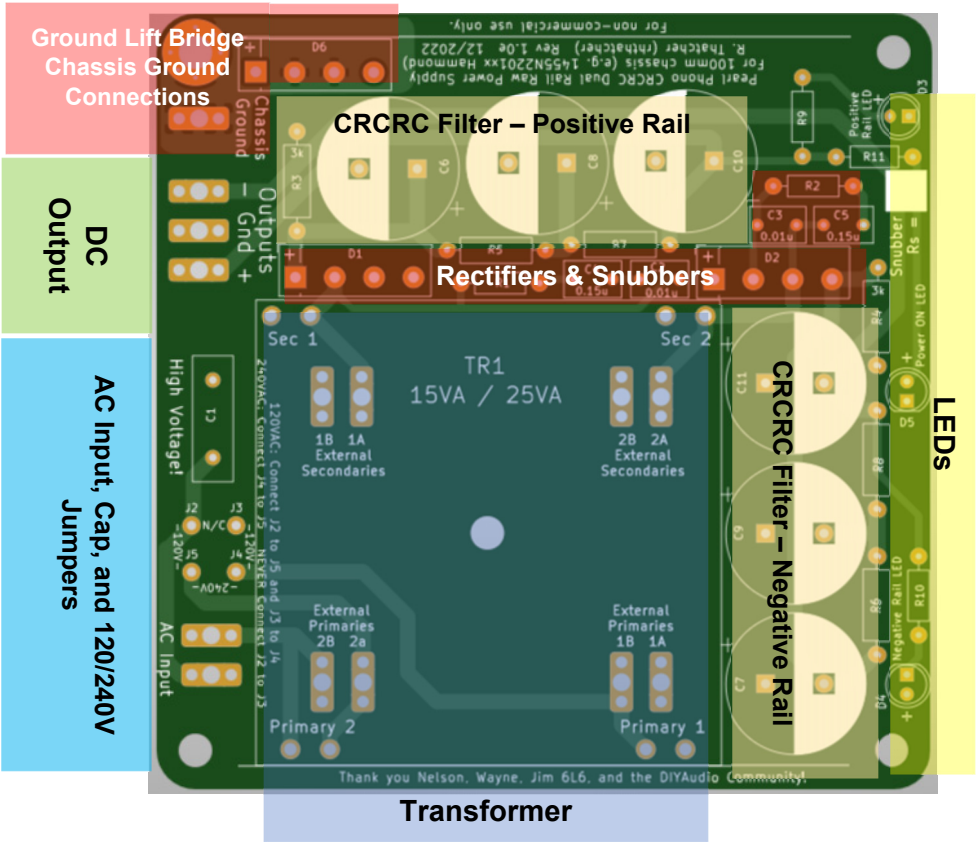 For non-commercial use only.
R. Thatcher (rhthatcher) Rev 1.0e 12/2022
For 100mm chassis (e.g. 1455N2201xx Hammond)
Pearl Phono CRCRC Dual Rail Raw Power Supply
Ground Lift Bridge
Chassis Ground
Connections
+
D6
Chassis
Ground
CRCRC Filter – Positive Rail
3k
R3
C6
C8
C10
+
+
+
R9
Positive
Rail LED
+
D3
R11
R2
C3
C5
0.01u
0.15u
Snubber
Rs =
DC
Output
Outputs
- Gnd +
+
D1
R5
R7
Rectifiers & Snubbers
0.15u
0.01u
+
D2
3k
R4
Power ON LED
+
D5
LEDs
Sec 1
Sec 2
TR1
15VA / 25VA
1B 1A
External
Secondaries
2B 2A
External
Secondaries
AC Input, Cap, and 120/240V
Jumpers
High Voltage!
C1
120VAC: Connect J2 to J5 and J3 to J4
240VAC: Connect J4 to J5 NEVER Connect J2 to J3
J2
J3
N/C
-120V-
-120V-
J5
J4
-240V-
AC Input
CRCRC Filter – Negative Rail
+
C11
R8
+
C9
R6
+
C7
R10
Negative Rail LED
D4
+
External
Primaries
2B 2a
External
Primaries
1B 1A
Primary 2
Primary 1
Thank you Nelson, Wayne, Jim 6L6, and the DIYAudio Community!
Transformer